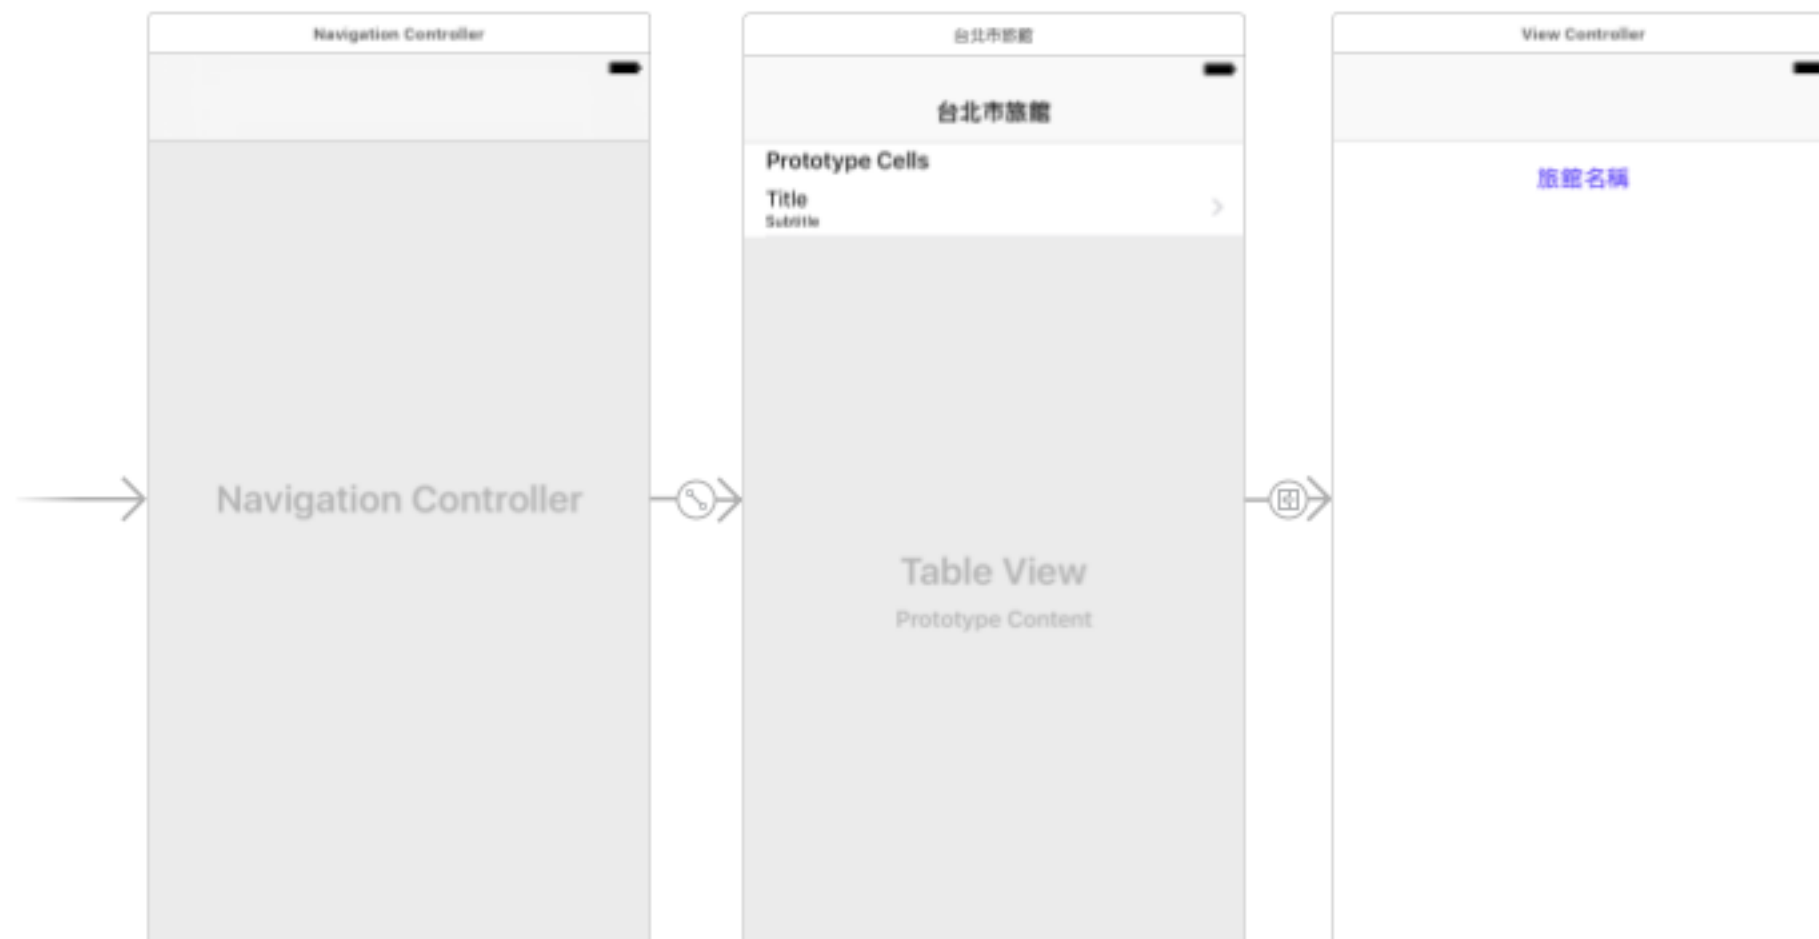 Navigation Controller
Navigation Controller
台北市旅館
台北市旅館
Prototype Cells
Title
Subtitle
Table View
Prototype Content
View Controller
旅館名稱